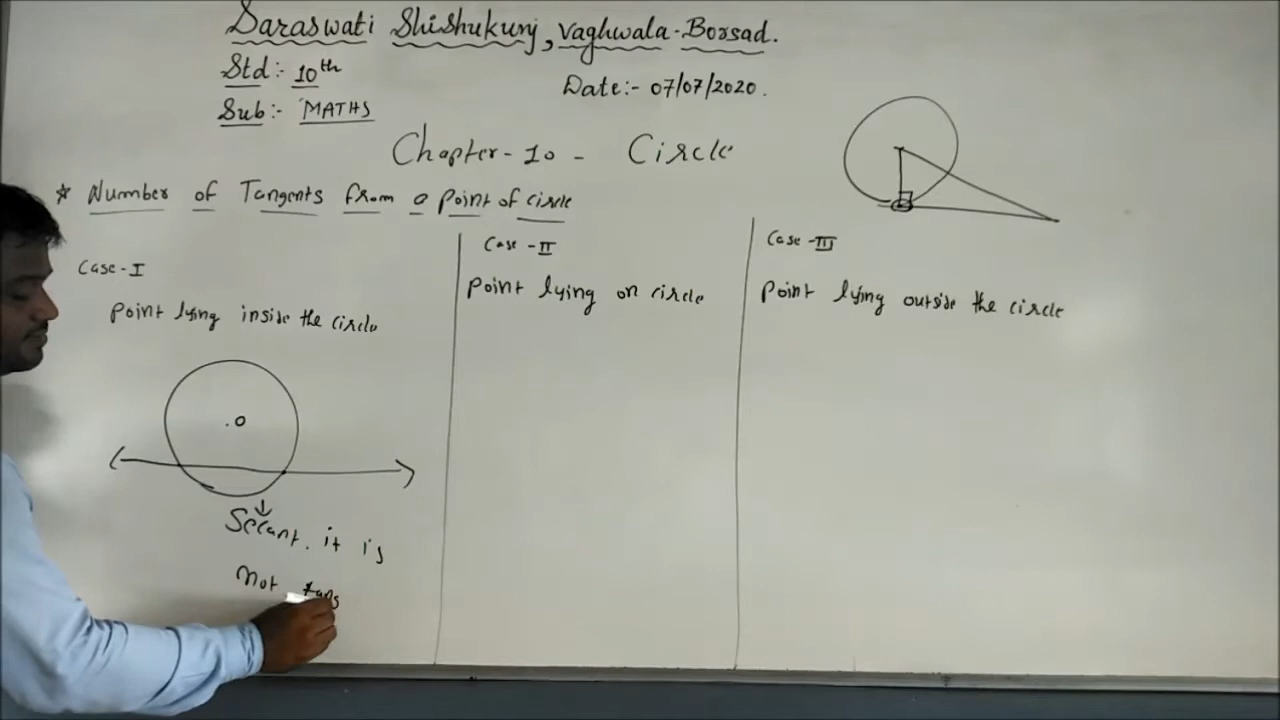 Saraswati Shishukunj, Vaghwala-Borsad.
Std:- 10th
Date:- 07/07/2020.
Sub:- MATHS
Chapter-10 - Circle
* Number of Tangents from a point of circle
Case-I
Point lying inside the circle
.o
Secant. it is
not tang
Case-II
Point lying on circle
Case-III
Point lying outside the circle